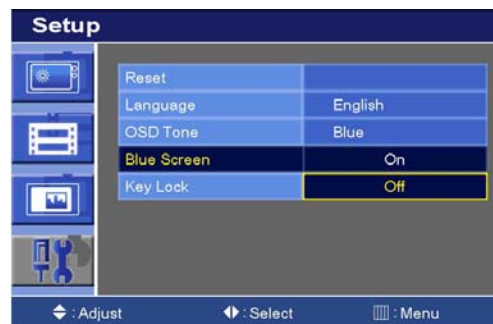 Setup
Reset
Language English
OSD Tone Blue
Blue Screen On
Key Lock Off
: Adjust : Select : Menu